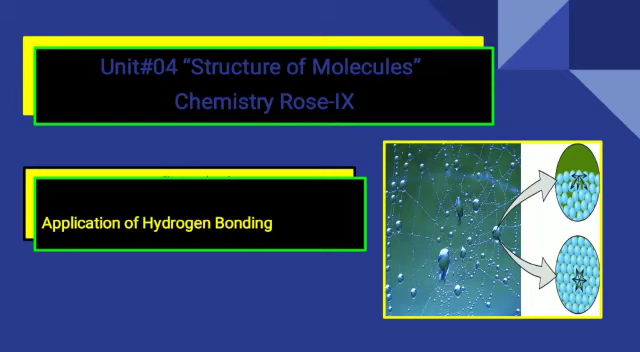 Unit#04 “Structure of Molecules”
Chemistry Rose-IX
Application of Hydrogen Bonding